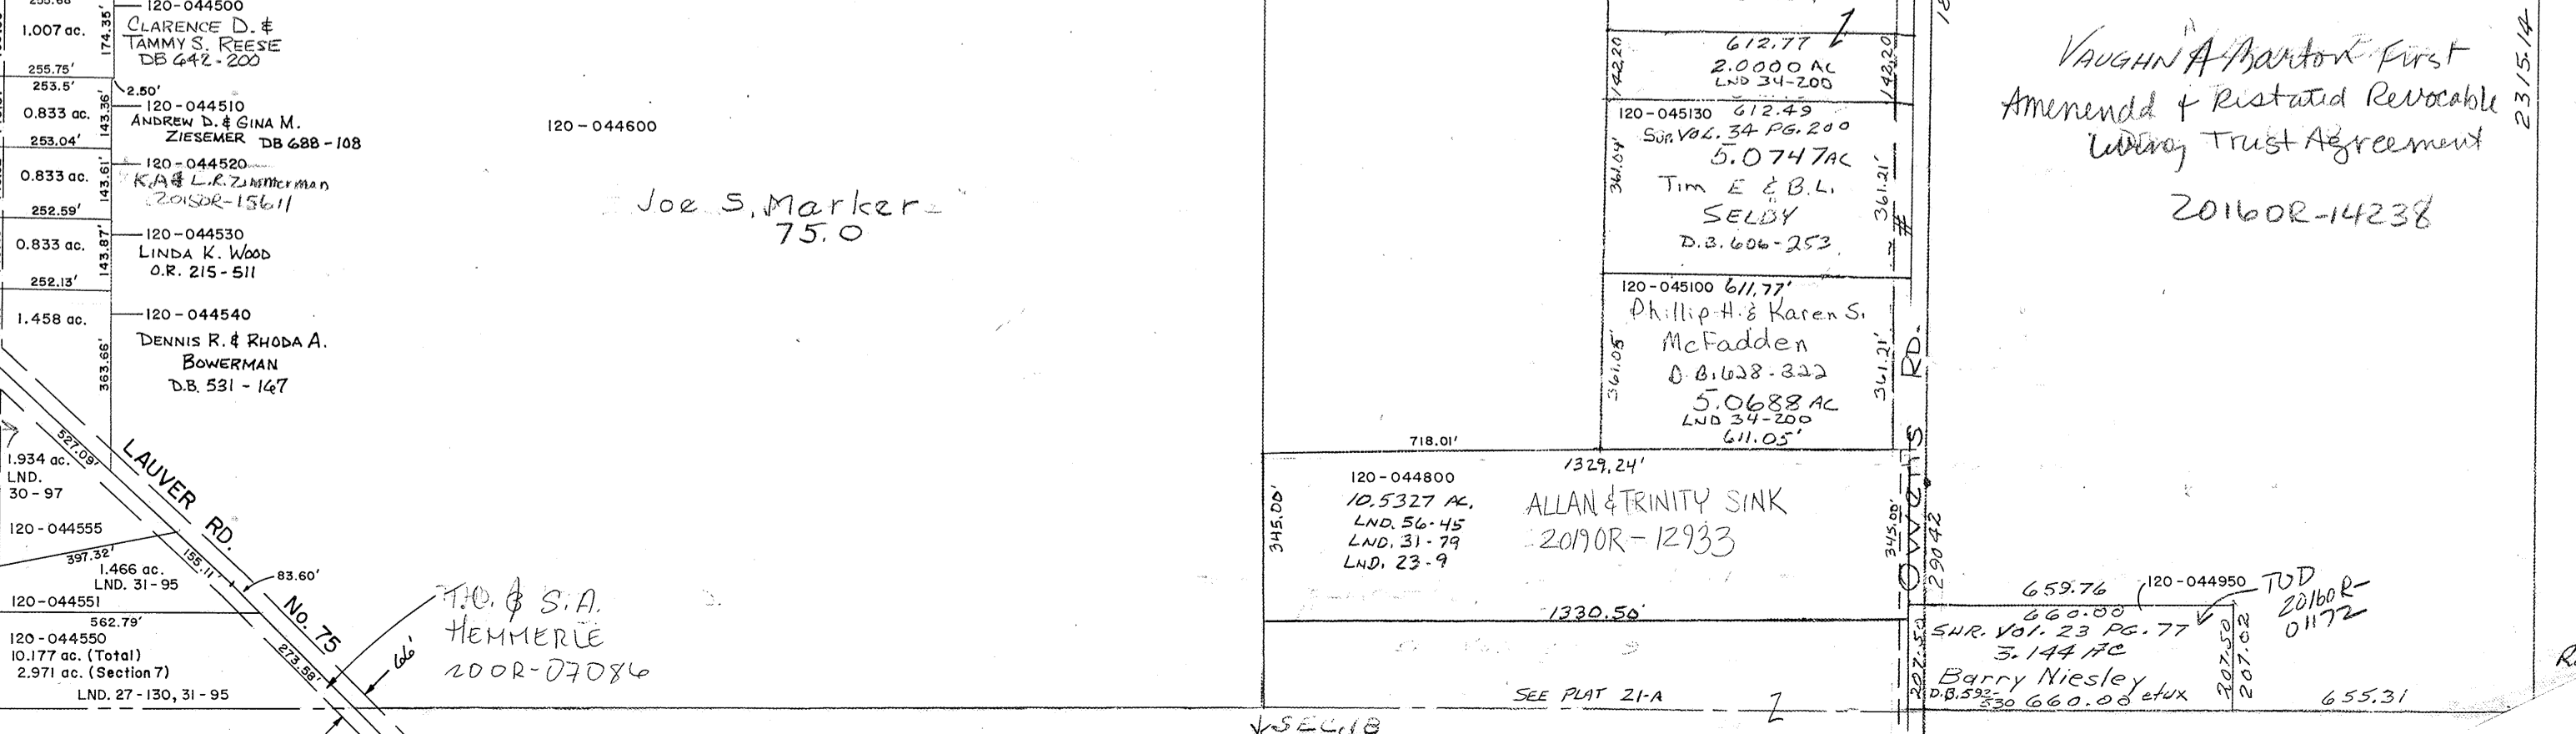 255.68'
1.007 ac.
174.35'
120-044500
CLARENCE D. &
TAMMY S. REESE
DB 642-200
255.75'
253.5'
2.50'
0.833 ac.
143.36'
120-044510
ANDREW D. & GINA M.
ZIESEMER DB 688-108
253.04'
0.833 ac.
143.61'
120-044520
K.A & L.R. Zimmerman
2015OR-15611
252.59'
0.833 ac.
143.87'
120-044530
LINDA K. WOOD
O.R. 215-511
252.13'
1.458 ac.
363.66'
120-044540
DENNIS R. & RHODA A.
BOWERMAN
D.B. 531-167
527.09'
LAUVER RD. No. 75
1.934 ac.
LND.
30-97
120-044555
397.32'
155.11'
1.466 ac.
LND. 31-95
83.60'
120-044551
562.79'
120-044550
10.177 ac. (Total)
2.971 ac. (Section 7)
273.58'
LND. 27-130, 31-95
66'
T.O. & S.A.
HEMMERLE
200R-07086
120-044600
Joe S. Marker
75.0
612.77
142.20
2.0000 AC
LND 34-200
142.20
120-045130 612.49
Sur. Vol. 34 PG. 200
5.0747 AC
361.04'
361.21'
Tim E & B.L.
SELBY
D.B. 606-253
120-045100 611.77'
Phillip H. & Karen S.
McFadden
D.B. 628-322
361.05'
361.21'
5.0688 AC
LND 34-200
611.05'
718.01'
1329.24'
120-044800
10.5327 AC.
LND. 56-45
LND. 31-79
LND. 23-9
345.00'
ALLAN & TRINITY SINK
2019OR-12933
345.00'
1330.50'
SEE PLAT 21-A
SEC. 18
Owens RD.
2904.2
VAUGHN A Barton First
Amenendd & Ristated Revocable
Living Trust Agreement
2016OR-14238
2315.14
659.76
120-044950
TOD
2016OR-
01172
660.00
SUR. Vol. 23 PG. 77
3.144 AC
Barry Niesley
D.B. 592-
330 660.00 etux
207.50
207.50
207.02
655.31